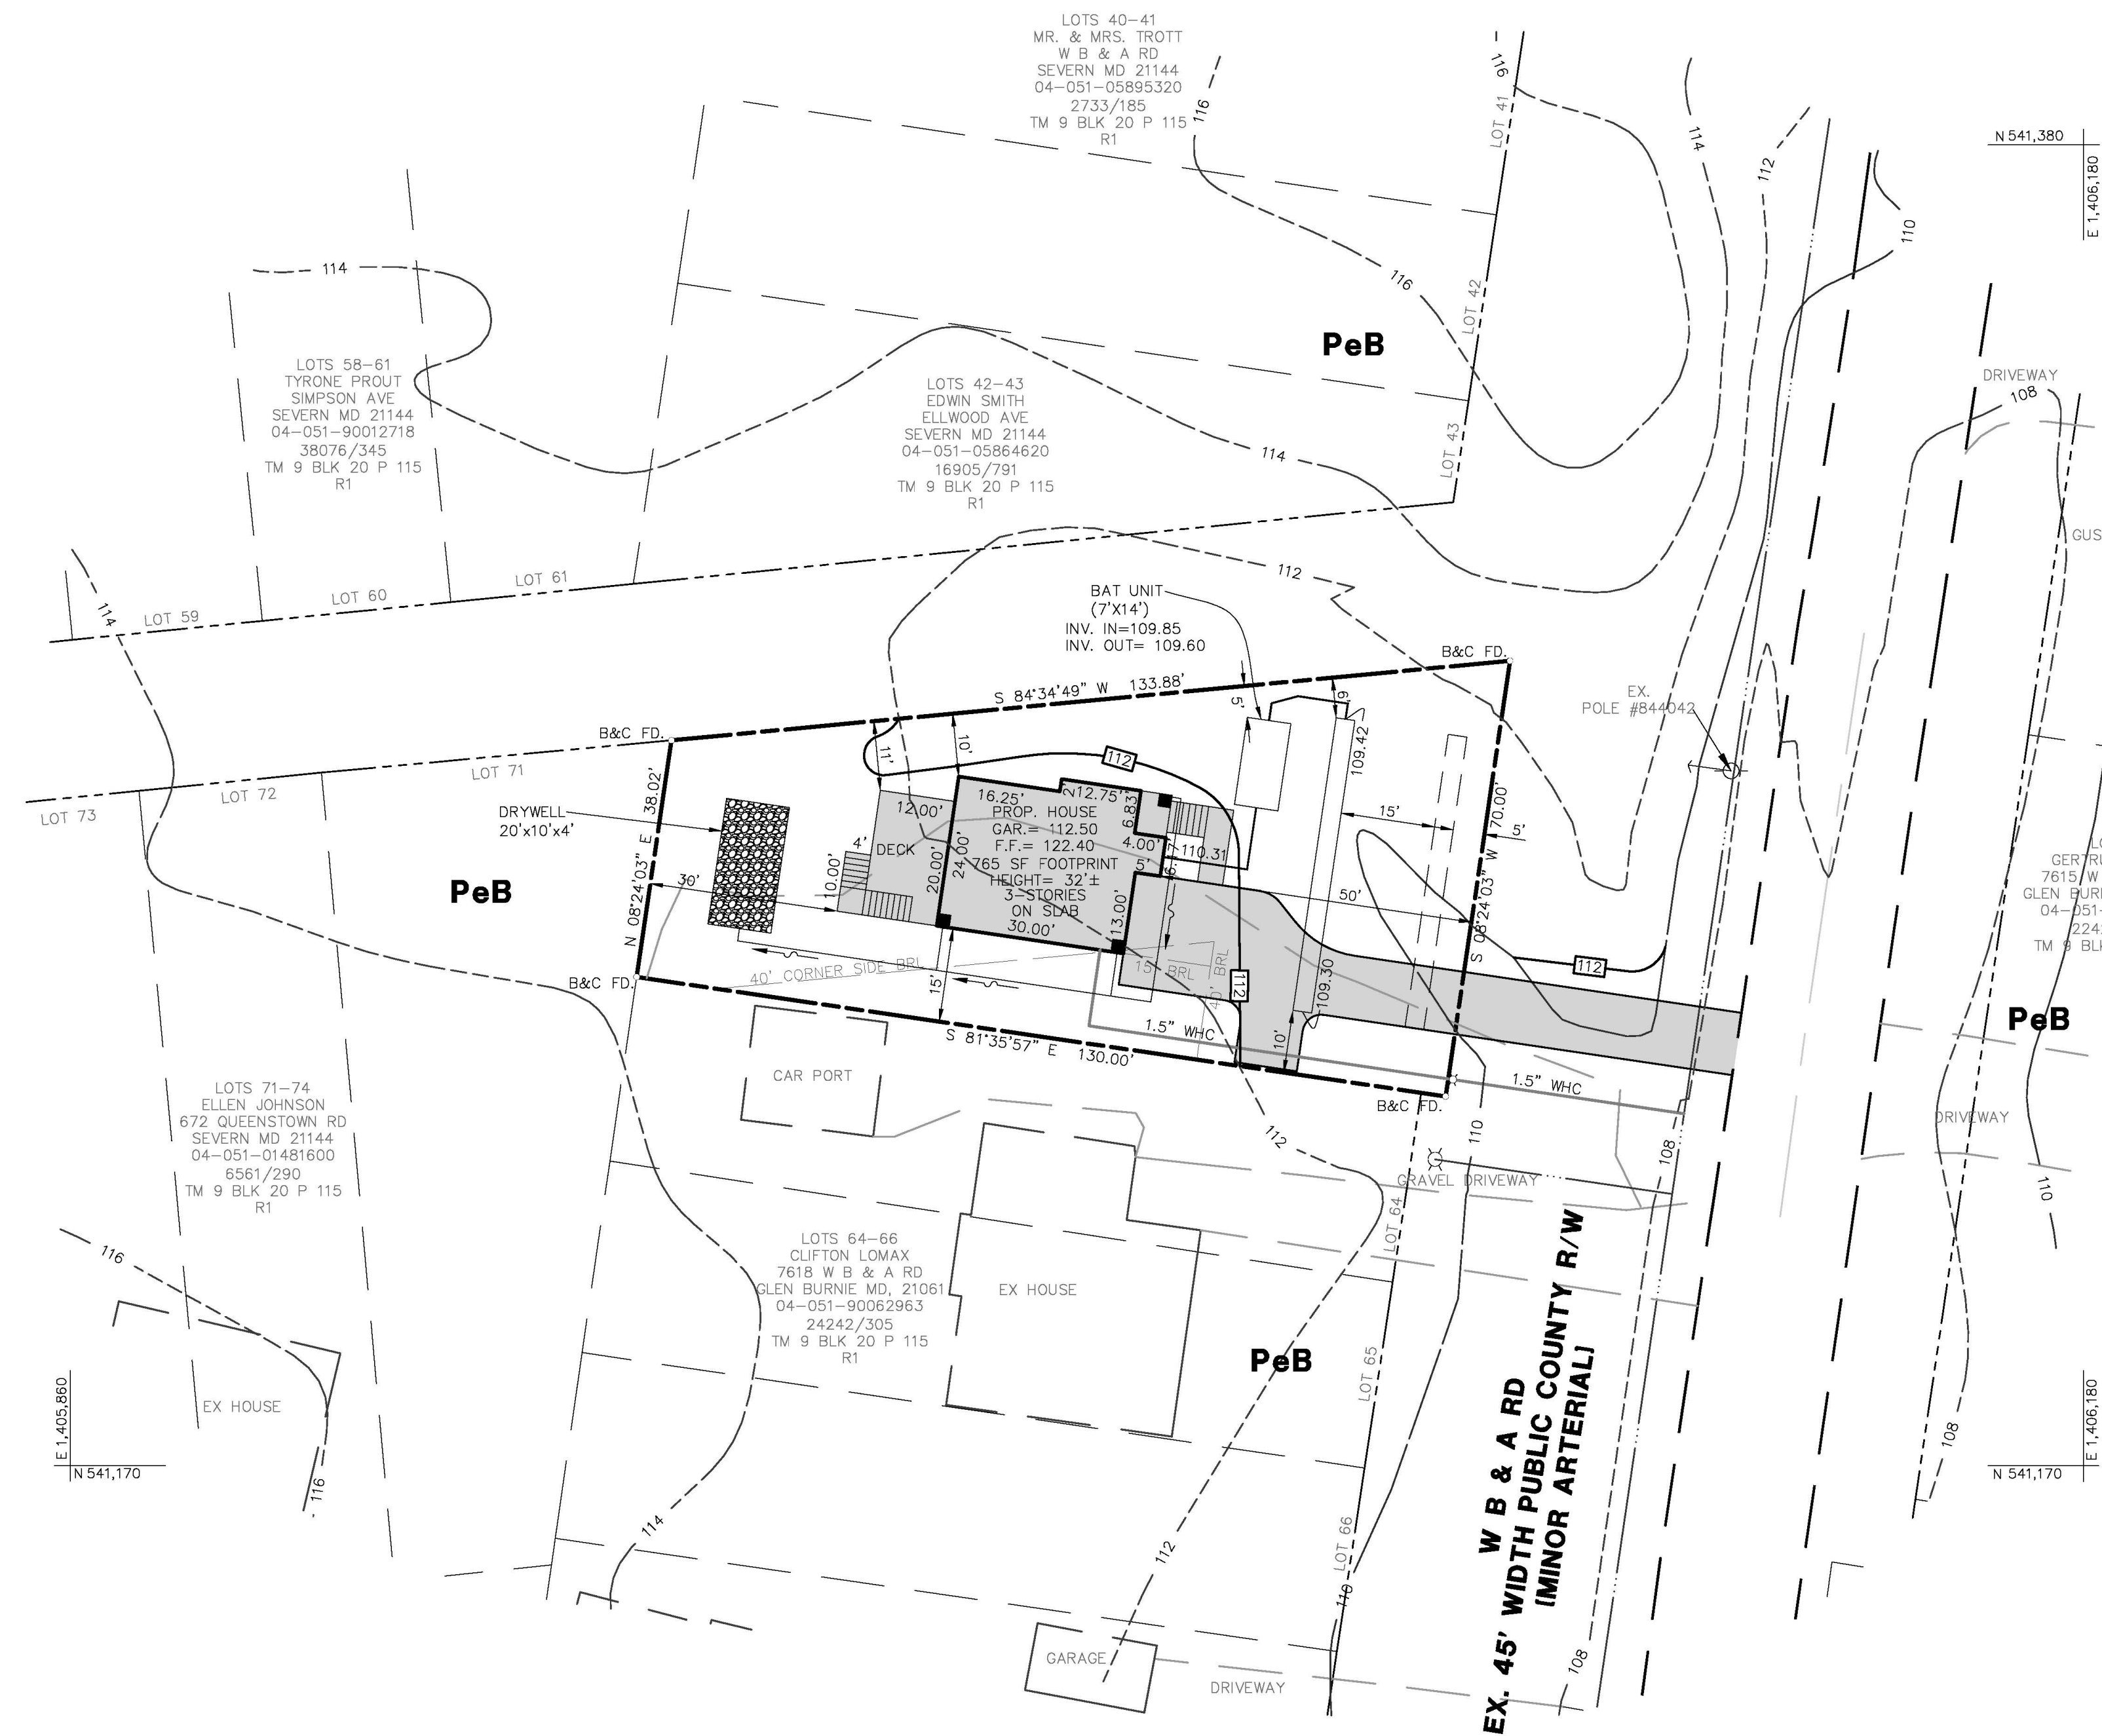 LOTS 40-41
MR. & MRS. TROTT
W B & A RD
SEVERN MD 21144
04-051-05895320
2733/185
TM 9 BLK 20 P 115
R1
116
116
LOT 41
114
112
N 541,380
E 1,406,180
110
114
116
LOT 42
PeB
LOTS 58-61
TYRONE PROUT
SIMPSON AVE
SEVERN MD 21144
04-051-90012718
38076/345
TM 9 BLK 20 P 115
R1
LOTS 42-43
EDWIN SMITH
ELLWOOD AVE
SEVERN MD 21144
04-051-05864620
16905/791
TM 9 BLK 20 P 115
R1
LOT 43
114
DRIVEWAY
108
GUS
112
114
LOT 59
LOT 60
LOT 61
BAT UNIT
(7'X14')
INV. IN=109.85
INV. OUT= 109.60
B&C FD.
S 84°34'49" W 133.88'
5'
EX.
POLE #844042
B&C FD.
LOT 71
LOT 72
LOT 73
11'
10'
112
109.42
DRYWELL
20'x10'x4'
N 08°24'03" E 38.02'
12.00'
16.25'
2'
12.75'
6.83'
PROP. HOUSE
GAR.= 112.50
F.F.= 122.40
765 SF FOOTPRINT
HEIGHT= 32'±
3-STORIES
ON SLAB
30.00'
DECK
4'
10.00'
20.00'
24.00'
4.00'
5'
110.31
13.00'
15'
5'
S 08°24'03" W 70.00'
50'
30'
PeB
B&C FD.
40' CORNER SIDE BRL
15' BRL
40' BRL
112
109.30
112
15'
10'
1.5" WHC
S 81°35'57" E 130.00'
1.5" WHC
B&C FD.
CAR PORT
GERTRU
7615 W
GLEN BURN
04-051-
TM 9 BLK
PeB
DRIVEWAY
LOTS 71-74
ELLEN JOHNSON
672 QUEENSTOWN RD
SEVERN MD 21144
04-051-01481600
6561/290
TM 9 BLK 20 P 115
R1
112
110
108
GRAVEL DRIVEWAY
LOT 64
110
116
LOTS 64-66
CLIFTON LOMAX
7618 W B & A RD
GLEN BURNIE MD, 21061
04-051-90062963
24242/305
TM 9 BLK 20 P 115
R1
EX HOUSE
PeB
LOT 65
EX HOUSE
E 1,405,860
N 541,170
116
114
112
LOT 66
110
108
W B & A RD
EX. 45' WIDTH PUBLIC COUNTY R/W
[MINOR ARTERIAL]
108
E 1,406,180
N 541,170
GARAGE
DRIVEWAY